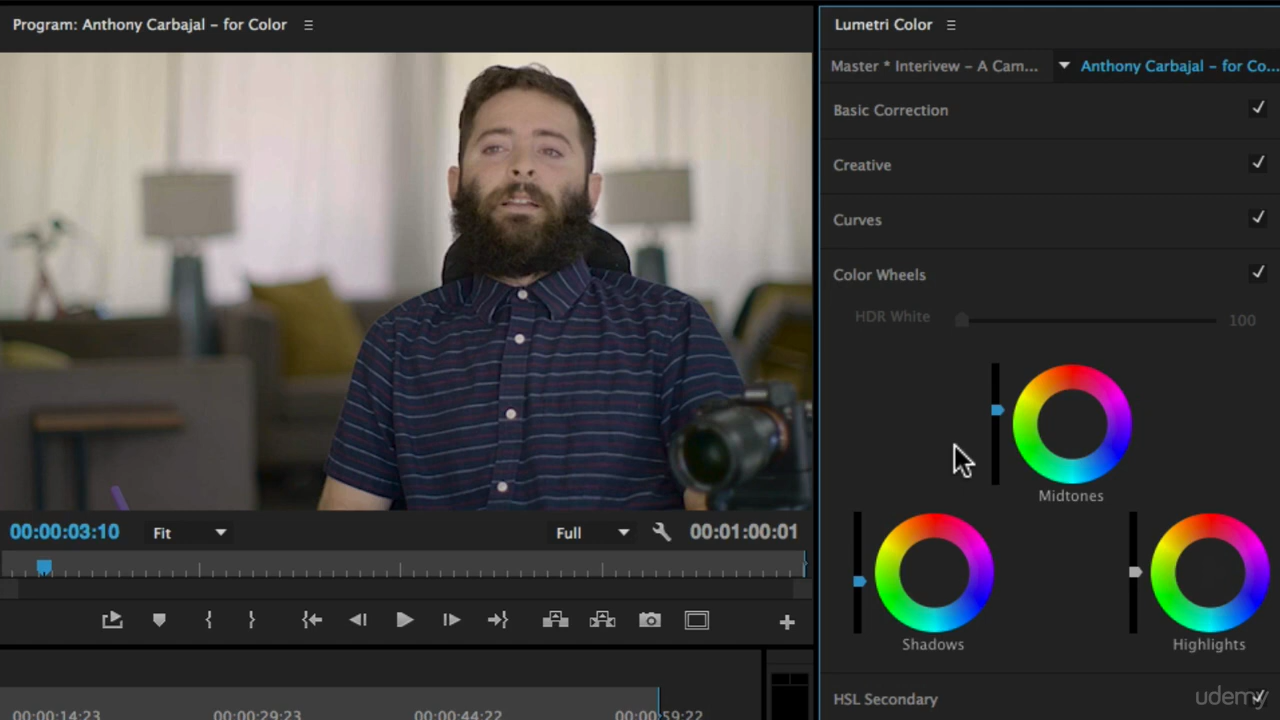 Program: Anthony Carbajal – for Color
Lumetri Color
Master * Interivew – A Cam...
Anthony Carbajal – for Co...
Basic Correction
Creative
Curves
Color Wheels
HDR White
100
Midtones
Shadows
Highlights
HSL Secondary
00:00:03:10
Fit
Full
00:01:00:01
00:00:14:23
00:00:29:23
00:00:44:22
00:00:59:22
udemy